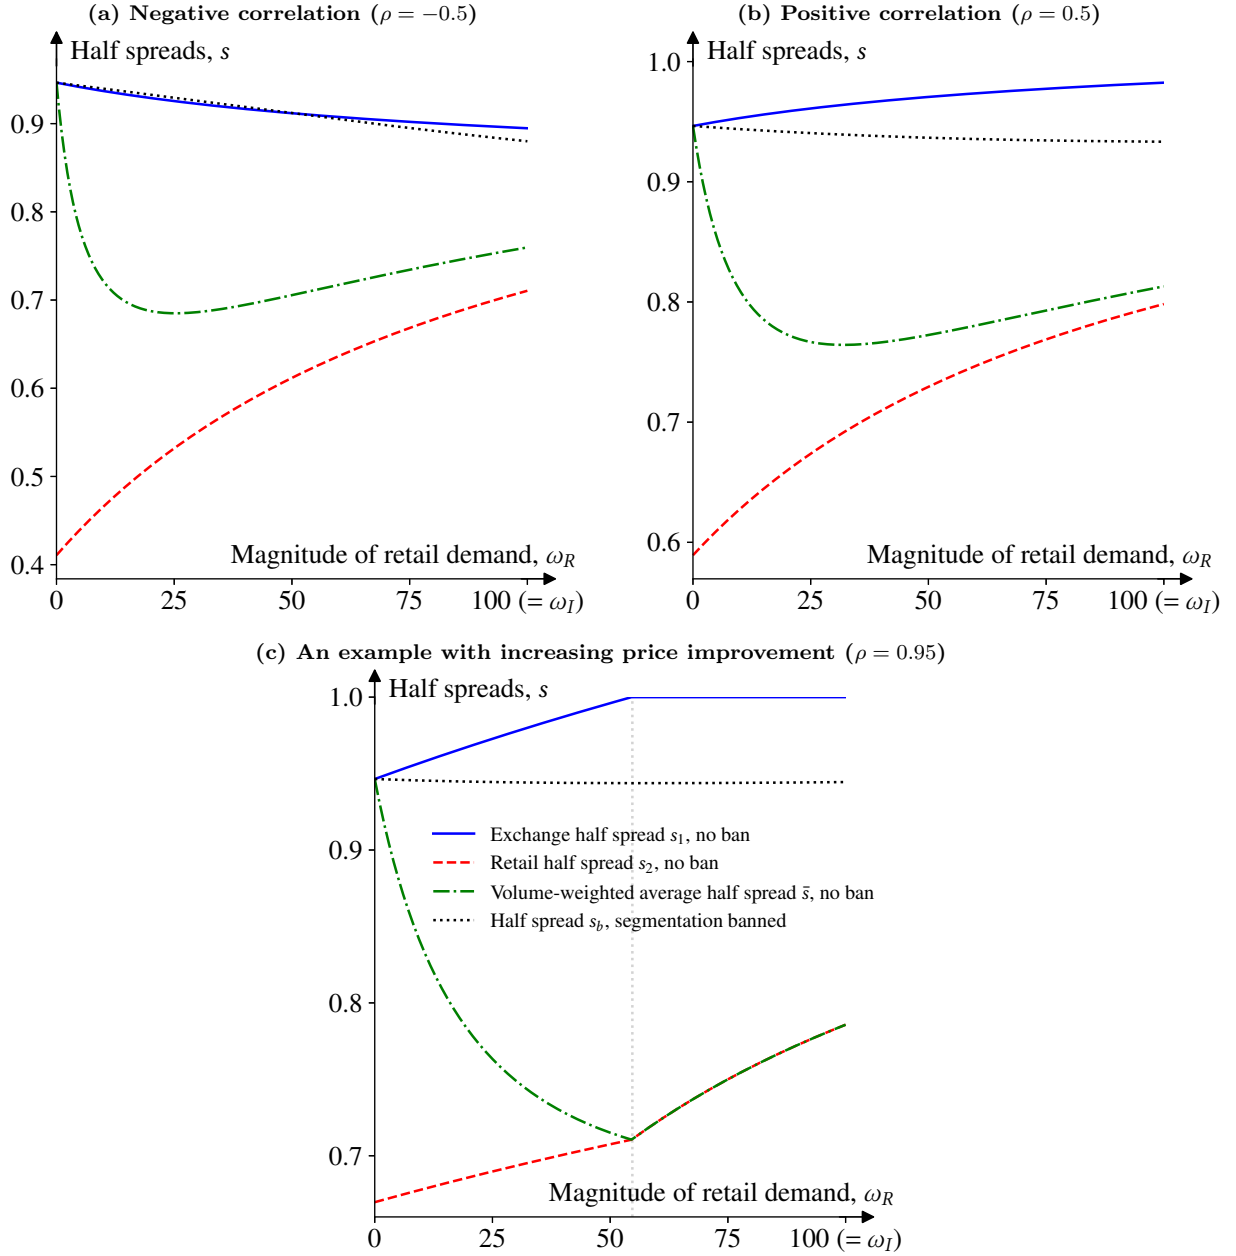 (a) Negative correlation (ρ = −0.5)
Half spreads, s
0.9
0.8
0.7
0.6
0.5
0.4
Magnitude of retail demand, ω_R
0 25 50 75 100 (= ω_I)
(b) Positive correlation (ρ = 0.5)
Half spreads, s
1.0
0.9
0.8
0.7
0.6
Magnitude of retail demand, ω_R
0 25 50 75 100 (= ω_I)
(c) An example with increasing price improvement (ρ = 0.95)
Half spreads, s
1.0
0.9
0.8
0.7
Exchange half spread s₁, no ban
Retail half spread s₂, no ban
Volume-weighted average half spread s̄, no ban
Half spread s_b, segmentation banned
Magnitude of retail demand, ω_R
0 25 50 75 100 (= ω_I)